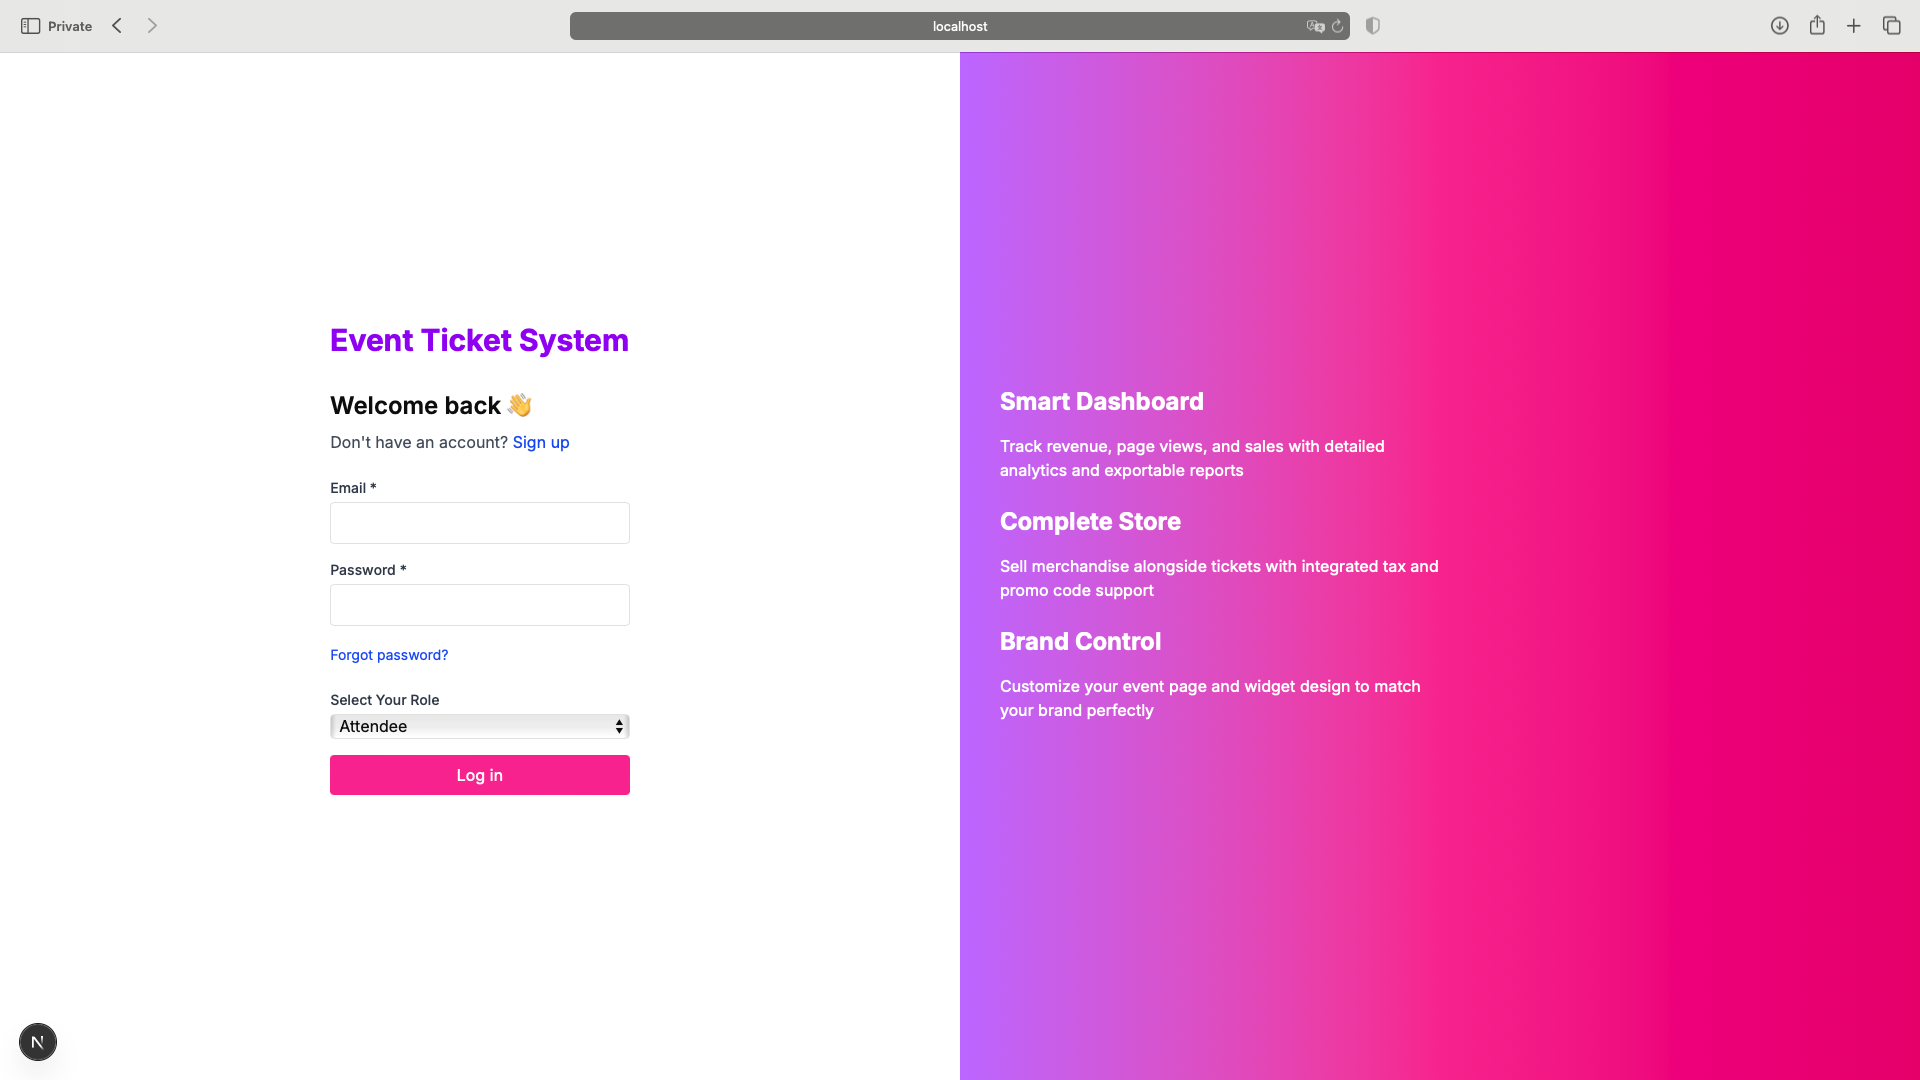 Private
localhost
Event Ticket System
Welcome back 👋
Don't have an account? Sign up
Email *
Password *
Forgot password?
Select Your Role
Attendee
Log in
Smart Dashboard
Track revenue, page views, and sales with detailed
analytics and exportable reports
Complete Store
Sell merchandise alongside tickets with integrated tax and
promo code support
Brand Control
Customize your event page and widget design to match
your brand perfectly
N